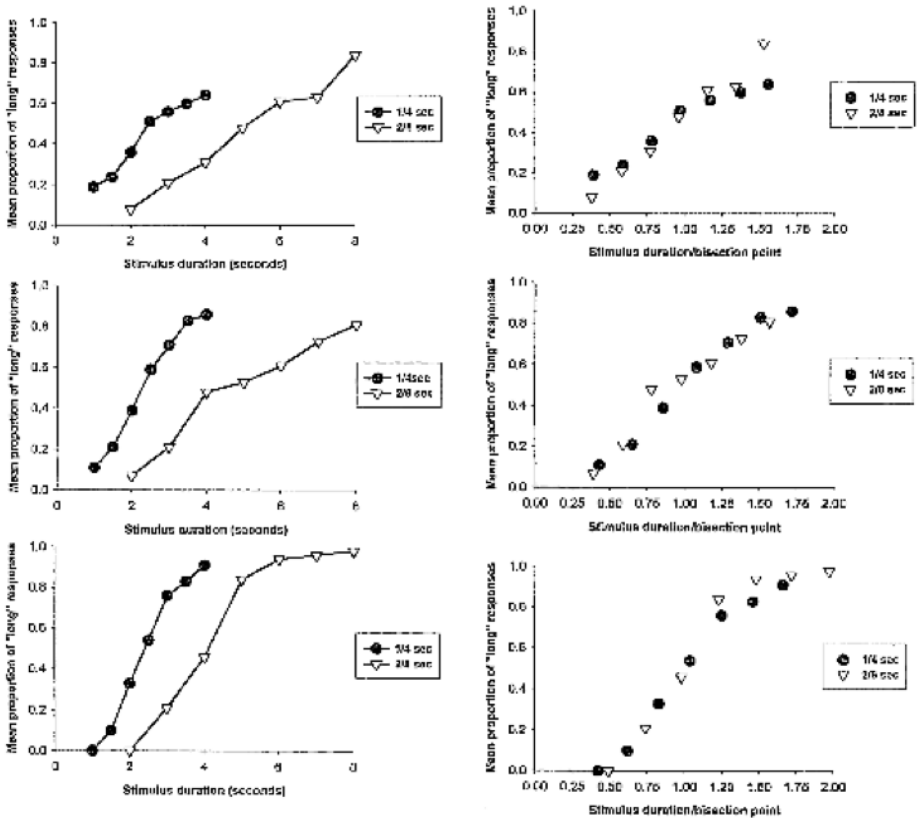 Mean proportion of "long" responses
1.0
0.8
0.6
0.4
0.2
0.0
0 2 4 6 8
Stimulus duration (seconds)
1/4 sec
2/8 sec
Mean proportion of "long" responses
1.0
0.8
0.6
0.4
0.2
0.0
0.00 0.25 0.50 0.75 1.00 1.25 1.50 1.75 2.00
Stimulus duration/bisection point
1/4 sec
2/8 sec
Mean proportion of "long" responses
1.0
0.8
0.6
0.4
0.2
0.0
0 2 4 6 8
Stimulus duration (seconds)
1/4sec
2/8 sec
Mean proportion of "long" responses
1.0
0.8
0.6
0.4
0.2
0.0
0.00 0.25 0.50 0.75 1.00 1.25 1.50 1.75 2.00
Stimulus duration/bisection point
1/4 sec
2/8 sec
Mean proportion of "long" responses
1.0
0.8
0.6
0.4
0.2
0.0
0 2 4 6 8
Stimulus duration (seconds)
1/4 sec
2/8 sec
Mean proportion of "long" responses
1.0
0.8
0.6
0.4
0.2
0.0
0.00 0.25 0.50 0.75 1.00 1.25 1.50 1.75 2.00
Stimulus duration/bisection point
1/4 sec
2/8 sec